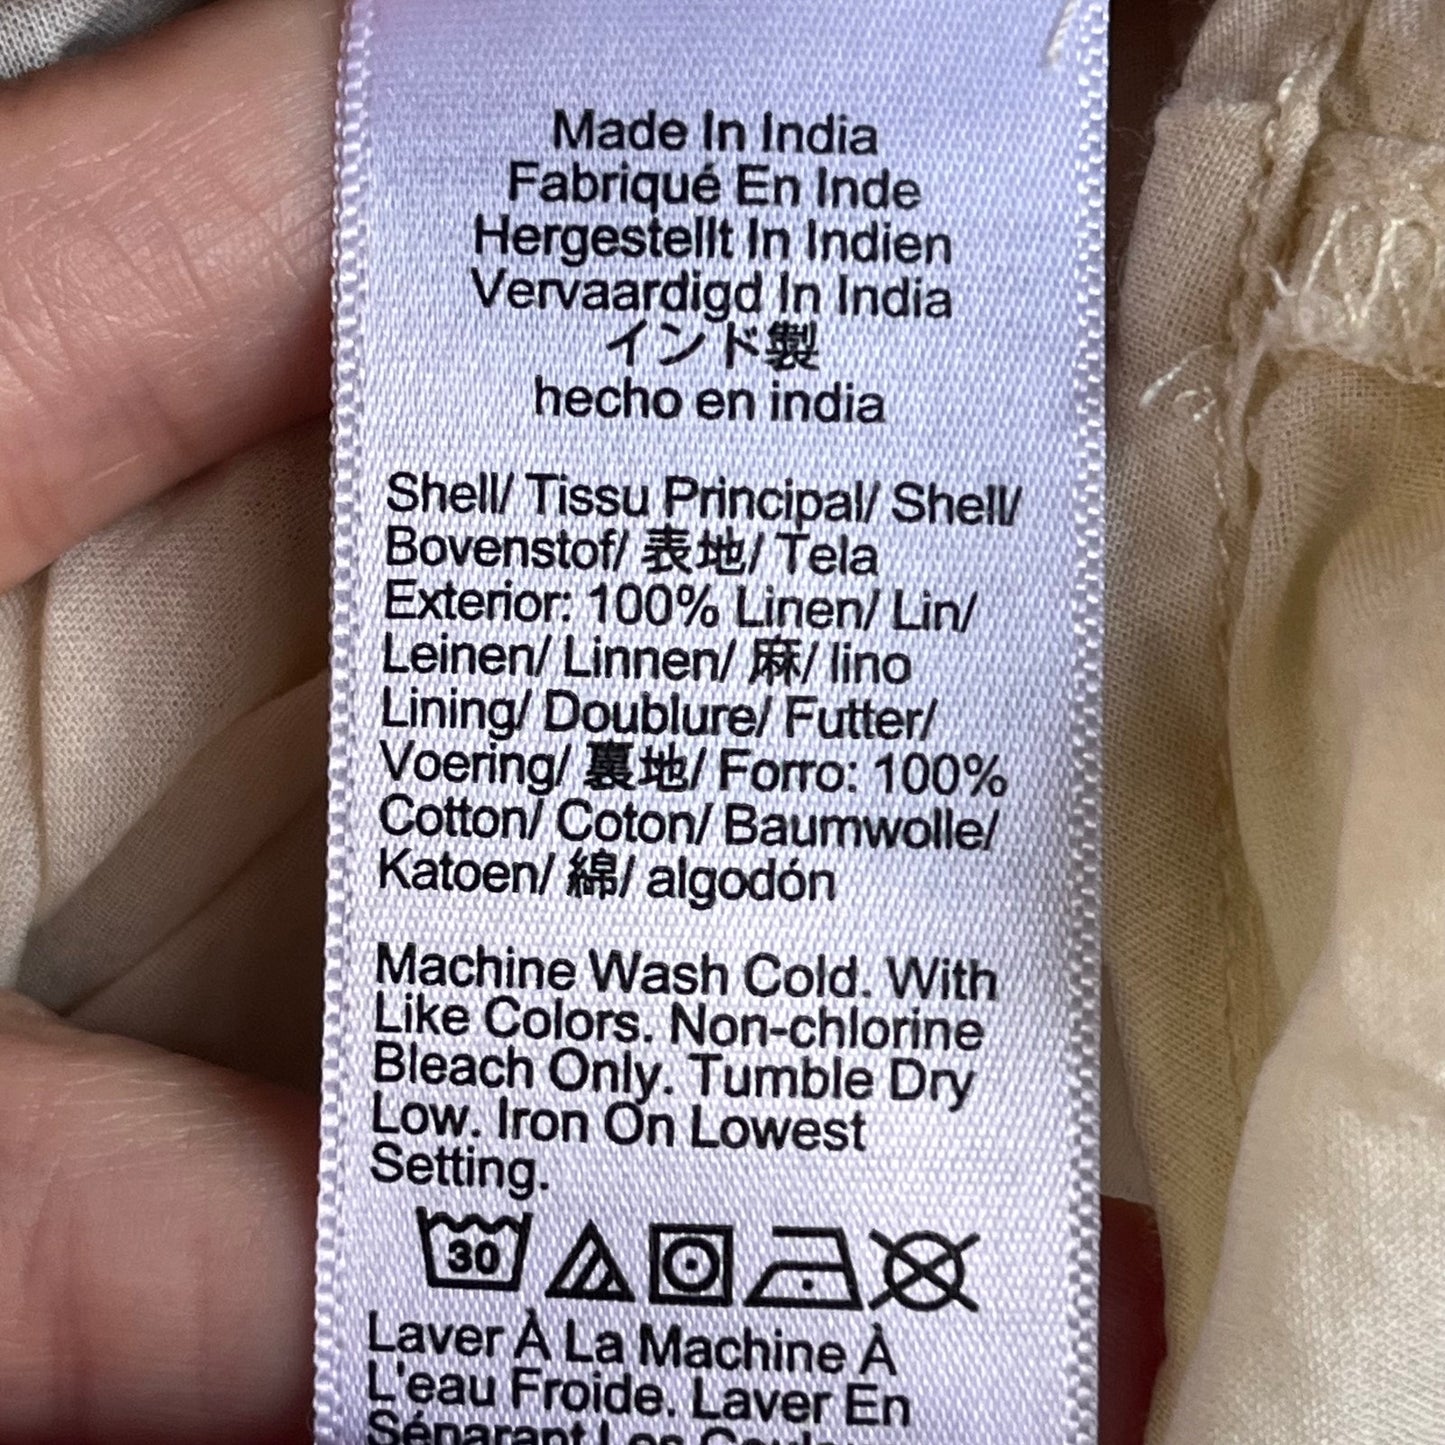 Made In India
Fabriqué En Inde
Hergestellt In Indien
Vervaardigd In India
インド製
hecho en india
Shell/ Tissu Principal/ Shell/
Bovenstof/ 表地/ Tela
Exterior: 100% Linen/ Lin/
Leinen/ Linnen/ 麻/ lino
Lining/ Doublure/ Futter/
Voering/ 裏地/ Forro: 100%
Cotton/ Coton/ Baumwolle/
Katoen/ 綿/ algodón
Machine Wash Cold. With
Like Colors. Non-chlorine
Bleach Only. Tumble Dry
Low. Iron On Lowest
Setting.
30
Laver À La Machine À
L'eau Froide. Laver En
Séparant Les